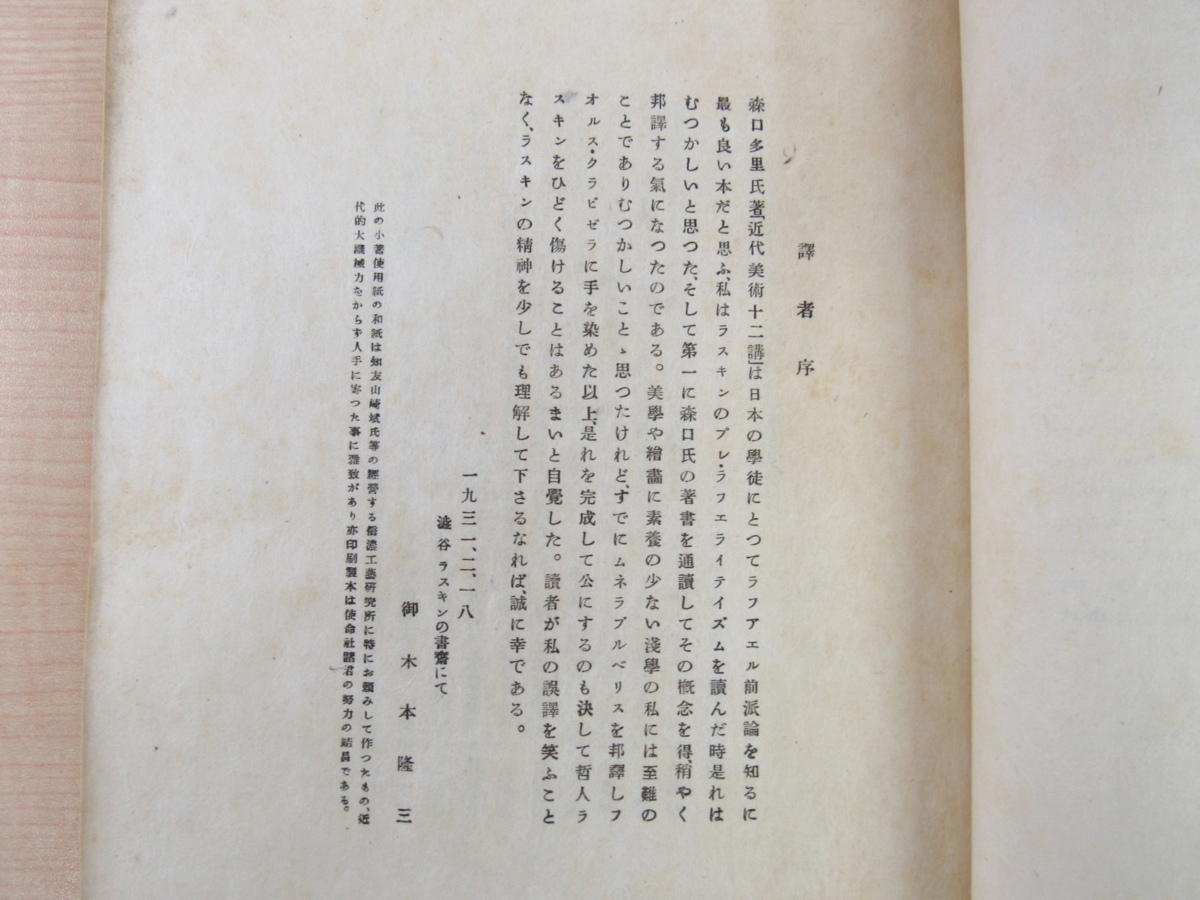 譯者序
森口多里氏著「近代美術十二講」は日本の學徒にとつてラフアエル前派論を知るに
最も良い本だと思ふ、私はラスキンのプレ・ラフエライテイズムを讀んだ時是れは
むつかしいと思つた、そして第一に森口氏の著書を通讀してその概念を得、稍やく
邦譯する氣になつたのである。美學や繪畵に素養の少ない淺學の私には至難の
ことでありむつかしいことゝ思つたけれど、すでにムネラブルベリスを邦譯しフ
オルス・クラビゼラに手を染めた以上、是れを完成して公にするのも決して哲人ラ
スキンをひどく傷けることはあるまいと自覺した。讀者が私の誤譯を笑ふこと
なく、ラスキンの精神を少しでも理解して下さるなれば、誠に幸である。
一九三一、二、一八
澁谷ラスキンの書齋にて
御木本隆三
此の小著使用紙の和紙は知友山崎斌氏等の經營する信濃工藝研究所に特にお頼みして作つたもの、近
代的大機械力をからず人手に寄つた事に雅致があり亦印刷製本は使命社諸君の努力の結晶である。